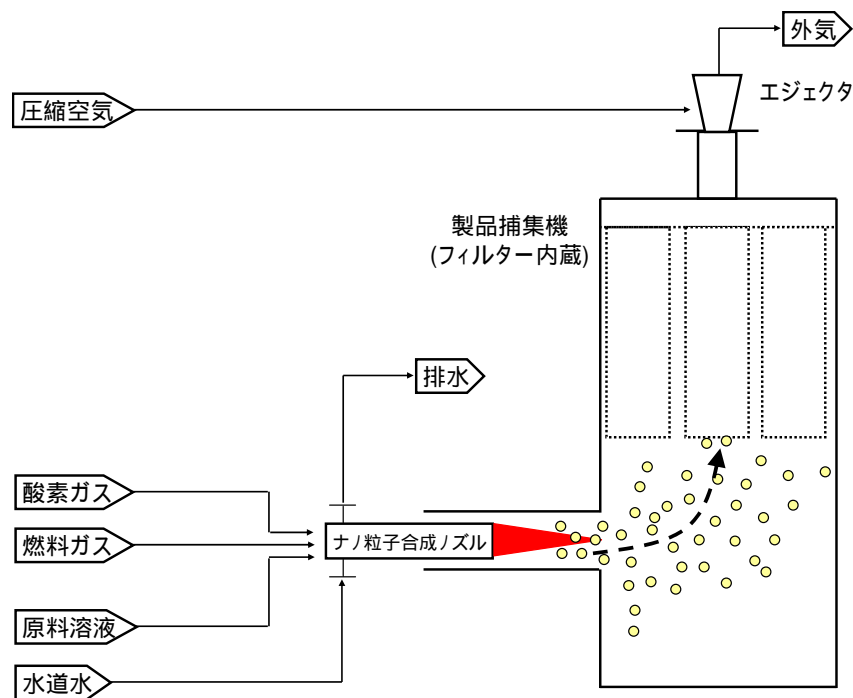 外気
エジェクタ
圧縮空気
製品捕集機
(フィルター内蔵)
排水
酸素ガス
ナノ粒子合成ノズル
燃料ガス
原料溶液
水道水